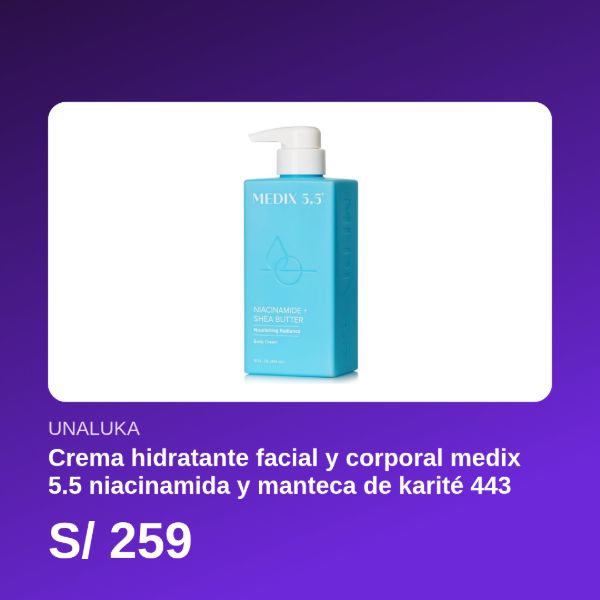 MEDIX 5.5
NIACINAMIDE +
SHEA BUTTER
Nourishing Radiance
Body Cream
UNALUKA
Crema hidratante facial y corporal medix
5.5 niacinamida y manteca de karité 443
S/ 259